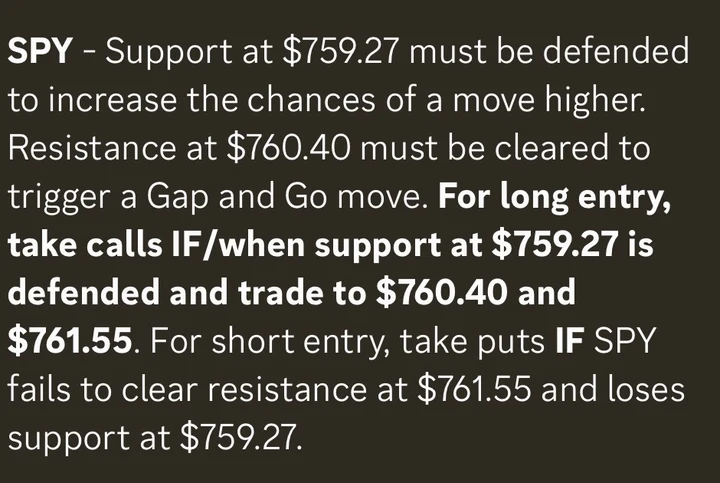 SPY - Support at $759.27 must be defended
to increase the chances of a move higher.
Resistance at $760.40 must be cleared to
trigger a Gap and Go move. For long entry,
take calls IF/when support at $759.27 is
defended and trade to $760.40 and
$761.55. For short entry, take puts IF SPY
fails to clear resistance at $761.55 and loses
support at $759.27.